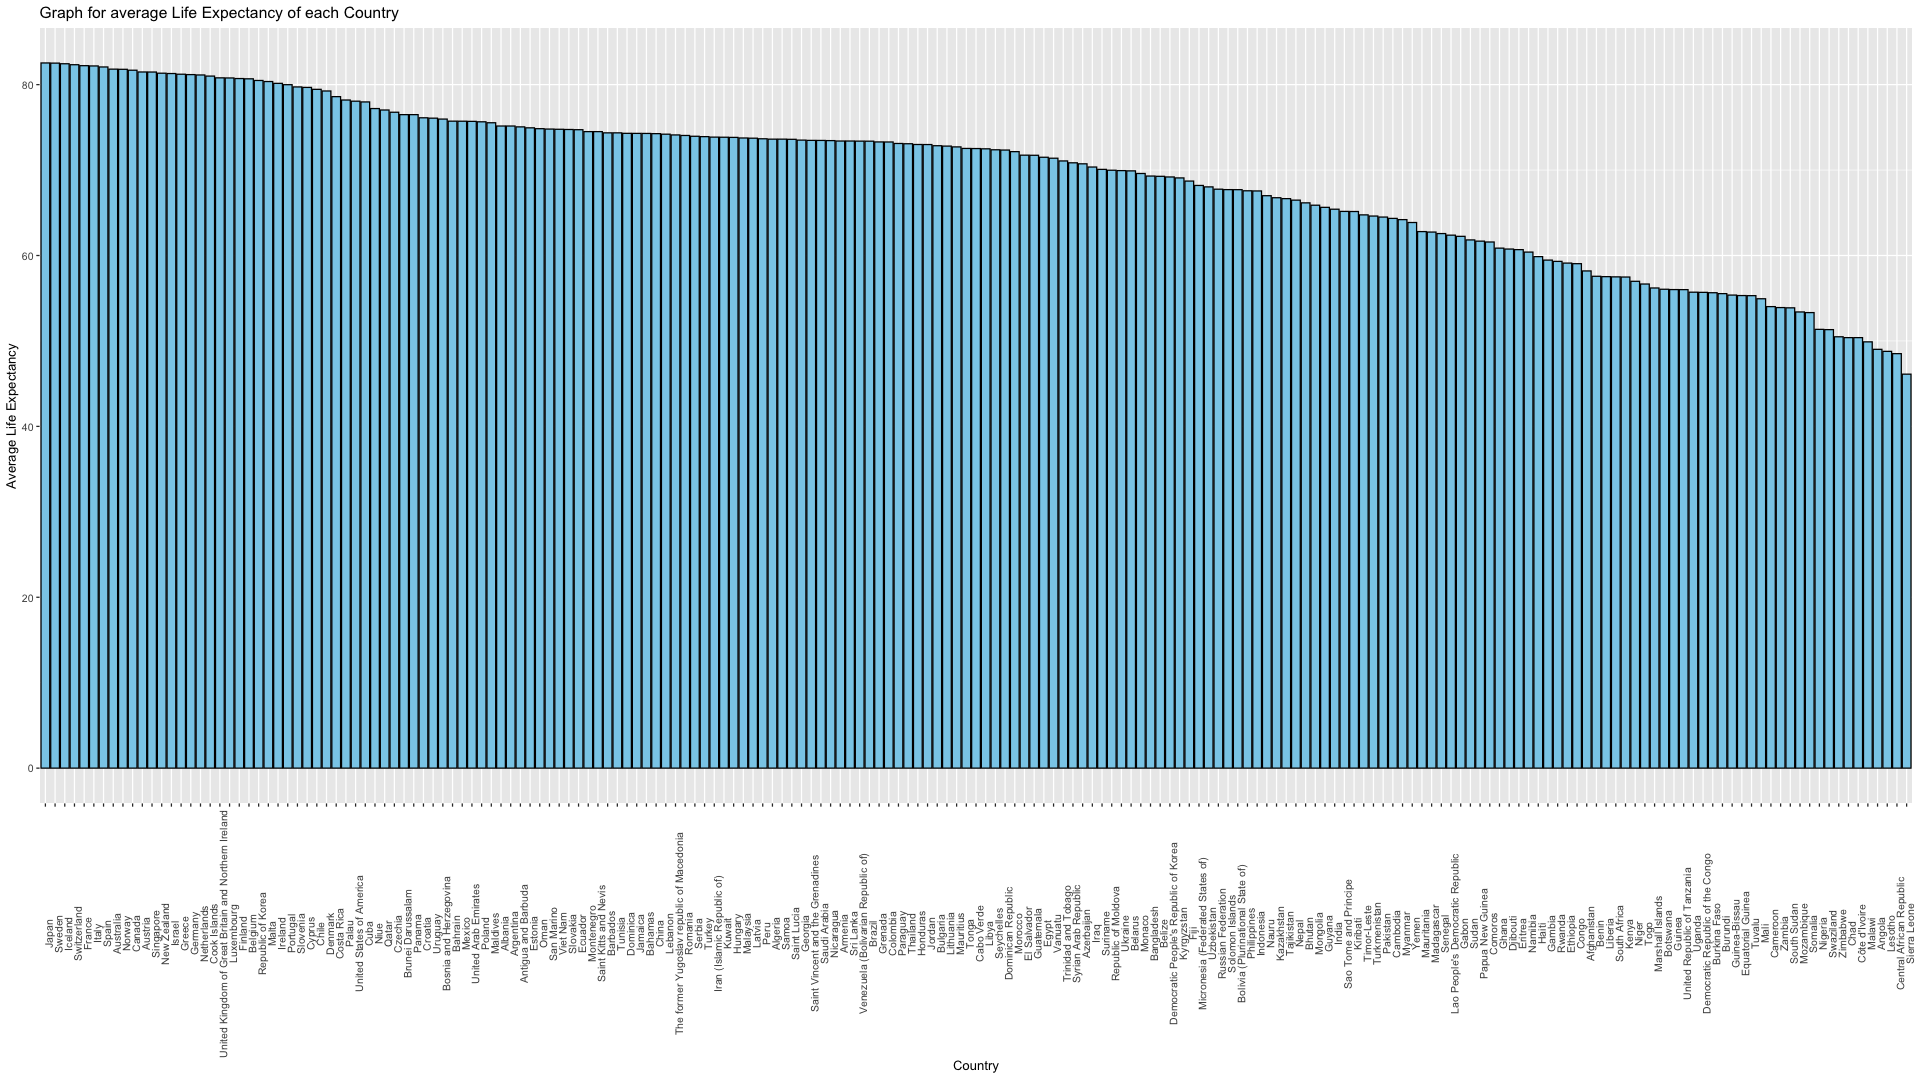 Graph for average Life Expectancy of each Country
Average Life Expectancy
80
60
40
20
0
Japan
Sweden
Iceland
Switzerland
France
Italy
Spain
Australia
Norway
Canada
Austria
Singapore
New Zealand
Israel
Greece
Germany
Netherlands
Cook Islands
United Kingdom of Great Britain and Northern Ireland
Luxembourg
Finland
Belgium
Republic of Korea
Malta
Ireland
Portugal
Slovenia
Cyprus
Chile
Denmark
Costa Rica
Palau
United States of America
Cuba
Niue
Qatar
Czechia
Brunei Darussalam
Panama
Croatia
Uruguay
Bosnia and Herzegovina
Bahrain
Mexico
United Arab Emirates
Poland
Maldives
Albania
Argentina
Antigua and Barbuda
Estonia
Oman
San Marino
Viet Nam
Slovakia
Ecuador
Montenegro
Saint Kitts and Nevis
Barbados
Tunisia
Dominica
Jamaica
Bahamas
China
Lebanon
The former Yugoslav republic of Macedonia
Romania
Serbia
Turkey
Iran (Islamic Republic of)
Kuwait
Hungary
Malaysia
Latvia
Peru
Algeria
Samoa
Saint Lucia
Georgia
Saint Vincent and the Grenadines
Saudi Arabia
Nicaragua
Armenia
Sri Lanka
Venezuela (Bolivarian Republic of)
Brazil
Grenada
Colombia
Paraguay
Thailand
Honduras
Jordan
Bulgaria
Lithuania
Mauritius
Tonga
Cabo Verde
Libya
Seychelles
Dominican Republic
Morocco
El Salvador
Guatemala
Egypt
Vanuatu
Trinidad and Tobago
Syrian Arab Republic
Azerbaijan
Iraq
Suriname
Republic of Moldova
Ukraine
Belarus
Monaco
Bangladesh
Belize
Democratic People's Republic of Korea
Kyrgyzstan
Fiji
Micronesia (Federated States of)
Uzbekistan
Russian Federation
Solomon Islands
Bolivia (Plurinational State of)
Philippines
Indonesia
Nauru
Kazakhstan
Tajikistan
Nepal
Bhutan
Mongolia
Guyana
India
Sao Tome and Principe
Kiribati
Timor-Leste
Turkmenistan
Pakistan
Cambodia
Myanmar
Yemen
Mauritania
Madagascar
Senegal
Lao People's Democratic Republic
Gabon
Sudan
Papua New Guinea
Comoros
Ghana
Djibouti
Eritrea
Namibia
Haiti
Gambia
Rwanda
Ethiopia
Congo
Afghanistan
Benin
Liberia
South Africa
Kenya
Niger
Togo
Marshall Islands
Botswana
Guinea
United Republic of Tanzania
Uganda
Democratic Republic of the Congo
Burkina Faso
Burundi
Guinea-Bissau
Equatorial Guinea
Tuvalu
Mali
Cameroon
Zambia
South Sudan
Mozambique
Somalia
Nigeria
Swaziland
Zimbabwe
Chad
Côte d'Ivoire
Malawi
Angola
Lesotho
Central African Republic
Sierra Leone
Country